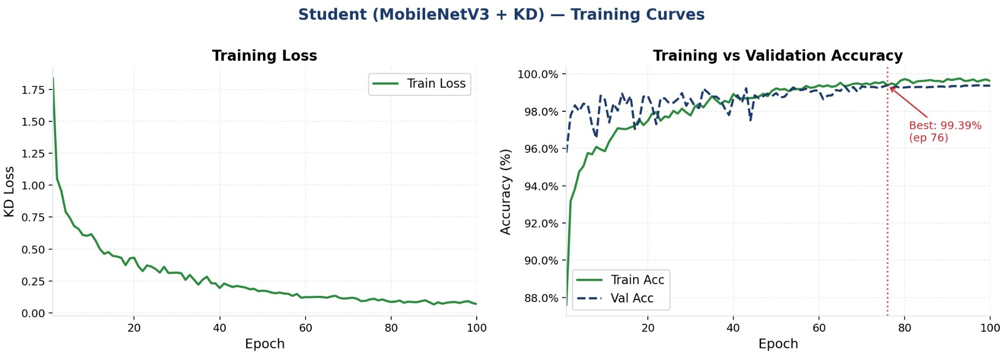 Student (MobileNetV3 + KD) — Training Curves
Training Loss
KD Loss
1.75
1.50
1.25
1.00
0.75
0.50
0.25
0.00
Train Loss
20 40 60 80 100
Epoch
Training vs Validation Accuracy
Accuracy (%)
100.0%
98.0%
96.0%
94.0%
92.0%
90.0%
88.0%
Best: 99.39%
(ep 76)
Train Acc
Val Acc
20 40 60 80 100
Epoch